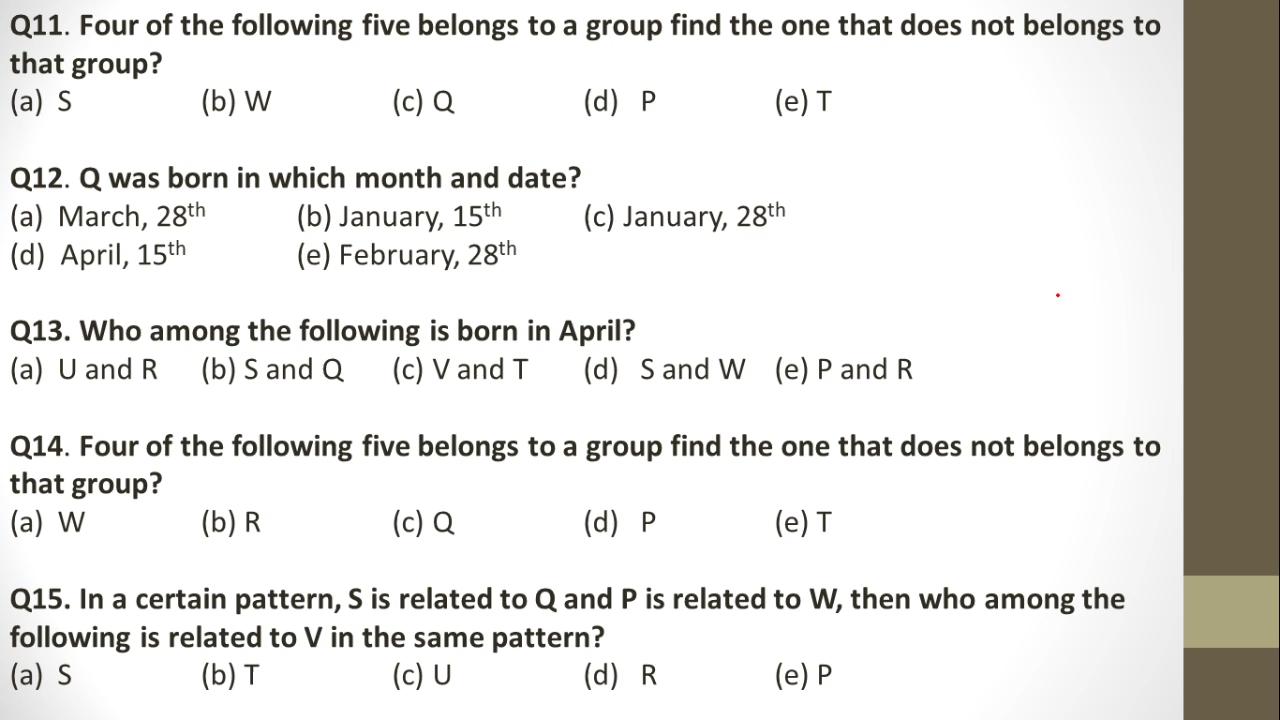 Q11. Four of the following five belongs to a group find the one that does not belongs to
that group?
(a) S (b) W (c) Q (d) P (e) T
Q12. Q was born in which month and date?
(a) March, 28th (b) January, 15th (c) January, 28th
(d) April, 15th (e) February, 28th
Q13. Who among the following is born in April?
(a) U and R (b) S and Q (c) V and T (d) S and W (e) P and R
Q14. Four of the following five belongs to a group find the one that does not belongs to
that group?
(a) W (b) R (c) Q (d) P (e) T
Q15. In a certain pattern, S is related to Q and P is related to W, then who among the
following is related to V in the same pattern?
(a) S (b) T (c) U (d) R (e) P